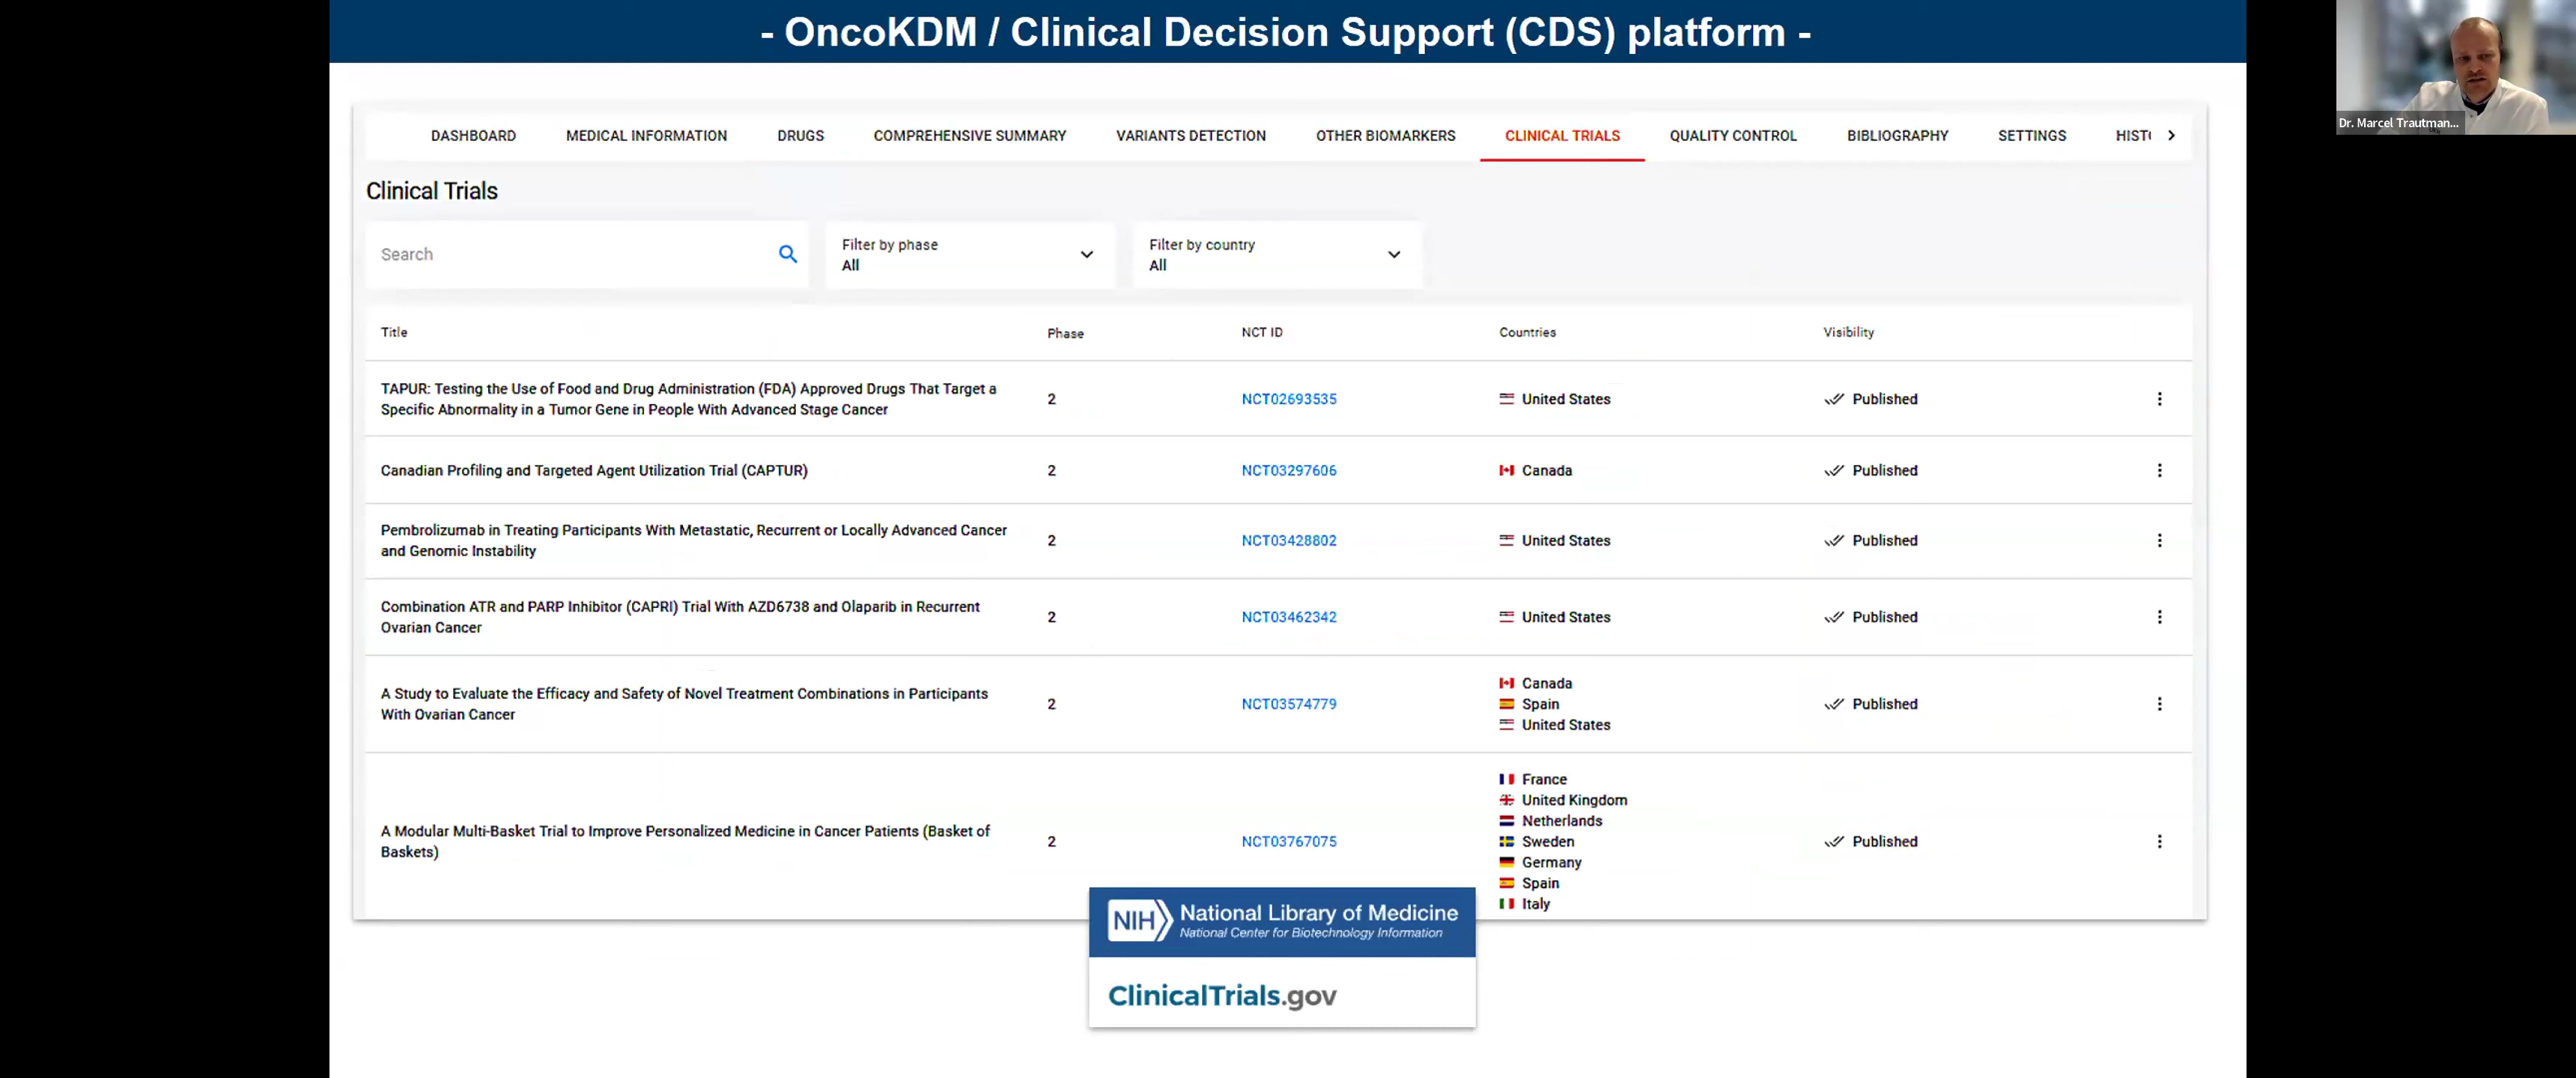 - OncoKDM / Clinical Decision Support (CDS) platform -
Dr. Marcel Trautman...
DASHBOARD MEDICAL INFORMATION DRUGS COMPREHENSIVE SUMMARY VARIANTS DETECTION OTHER BIOMARKERS CLINICAL TRIALS QUALITY CONTROL BIBLIOGRAPHY SETTINGS
Clinical Trials
Search
Filter by phase
All
Filter by country
All
Title Phase NCT ID Countries Visibility
TAPUR: Testing the Use of Food and Drug Administration (FDA) Approved Drugs That Target a
Specific Abnormality in a Tumor Gene in People With Advanced Stage Cancer
2 NCT02693535 United States Published
Canadian Profiling and Targeted Agent Utilization Trial (CAPTUR) 2 NCT03297606 Canada Published
Pembrolizumab in Treating Participants With Metastatic, Recurrent or Locally Advanced Cancer
and Genomic Instability
2 NCT03428802 United States Published
Combination ATR and PARP Inhibitor (CAPRI) Trial With AZD6738 and Olaparib in Recurrent
Ovarian Cancer
2 NCT03462342 United States Published
A Study to Evaluate the Efficacy and Safety of Novel Treatment Combinations in Participants
With Ovarian Cancer
2 NCT03574779
Canada
Spain
United States
Published
A Modular Multi-Basket Trial to Improve Personalized Medicine in Cancer Patients (Basket of
Baskets)
2 NCT03767075
France
United Kingdom
Netherlands
Sweden
Germany
Spain
Italy
Published
NIH National Library of Medicine
National Center for Biotechnology Information
ClinicalTrials.gov